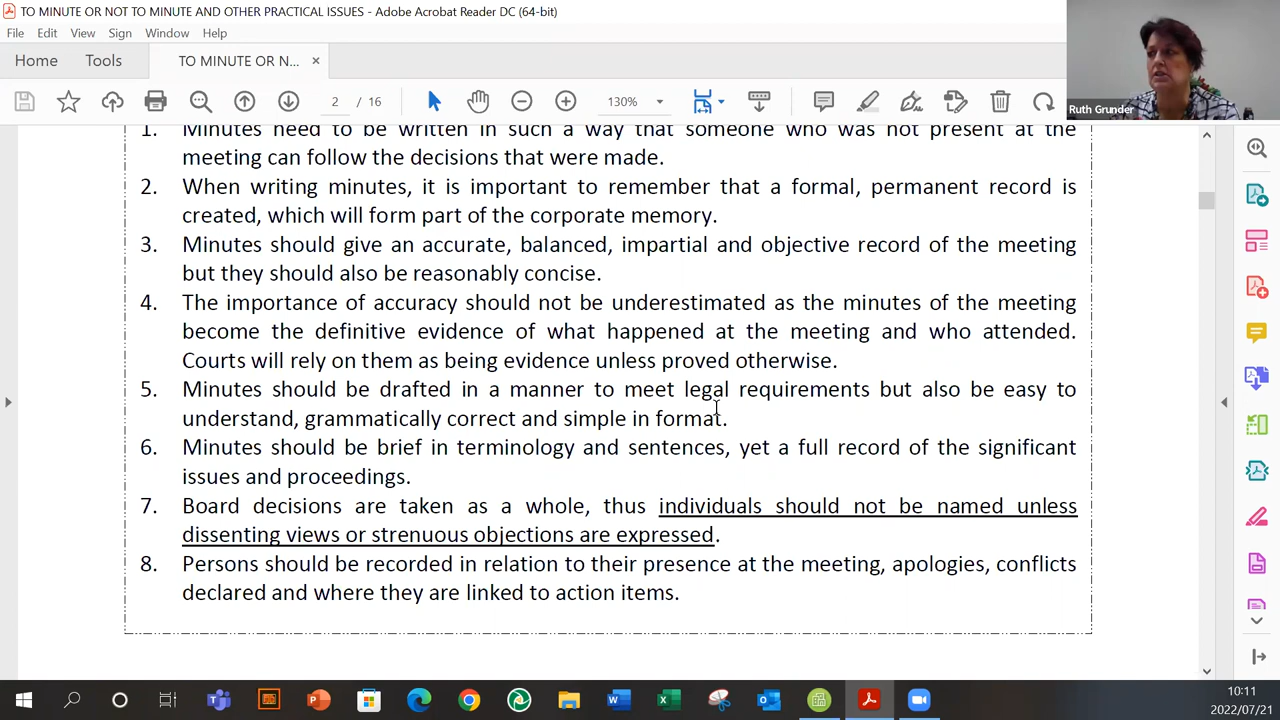 TO MINUTE OR NOT TO MINUTE AND OTHER PRACTICAL ISSUES - Adobe Acrobat Reader DC (64-bit)
File Edit View Sign Window Help
Home Tools TO MINUTE OR N... ×
2 / 16 130%
Ruth Grunder
1. Minutes need to be written in such a way that someone who was not present at the
meeting can follow the decisions that were made.
2. When writing minutes, it is important to remember that a formal, permanent record is
created, which will form part of the corporate memory.
3. Minutes should give an accurate, balanced, impartial and objective record of the meeting
but they should also be reasonably concise.
4. The importance of accuracy should not be underestimated as the minutes of the meeting
become the definitive evidence of what happened at the meeting and who attended.
Courts will rely on them as being evidence unless proved otherwise.
5. Minutes should be drafted in a manner to meet legal requirements but also be easy to
understand, grammatically correct and simple in format.
6. Minutes should be brief in terminology and sentences, yet a full record of the significant
issues and proceedings.
7. Board decisions are taken as a whole, thus individuals should not be named unless
dissenting views or strenuous objections are expressed.
8. Persons should be recorded in relation to their presence at the meeting, apologies, conflicts
declared and where they are linked to action items.
10:11
2022/07/21